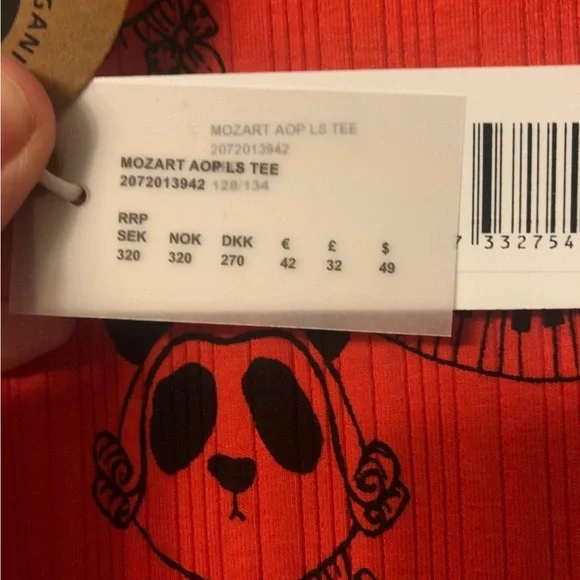 GANI
MOZART AOP LS TEE
2072013942
128/134
MOZART AOP LS TEE
2072013942
RRP
SEK NOK DKK € £ $
320 320 270 42 32 49
7 332754